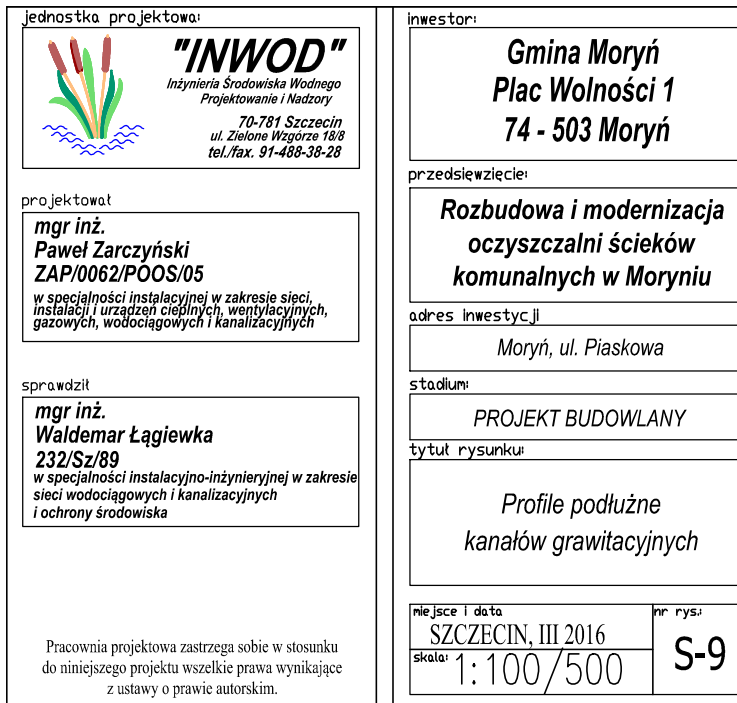 jednostka projektowa:
"INWOD"
Inżynieria Środowiska Wodnego
Projektowanie i Nadzory
70-781 Szczecin
ul. Zielone Wzgórze 18/8
tel./fax. 91-488-38-28
projektował
mgr inż.
Paweł Zarczyński
ZAP/0062/POOS/05
w specjalności instalacyjnej w zakresie sieci,
instalacji i urządzeń cieplnych, wentylacyjnych,
gazowych, wodociągowych i kanalizacyjnych
sprawdził
mgr inż.
Waldemar Łągiewka
232/Sz/89
w specjalności instalacyjno-inżynieryjnej w zakresie
sieci wodociągowych i kanalizacyjnych
i ochrony środowiska
Pracownia projektowa zastrzega sobie w stosunku
do niniejszego projektu wszelkie prawa wynikające
z ustawy o prawie autorskim.
inwestor:
Gmina Moryń
Plac Wolności 1
74 - 503 Moryń
przedsięwzięcie:
Rozbudowa i modernizacja
oczyszczalni ścieków
komunalnych w Moryniu
adres inwestycji
Moryń, ul. Piaskowa
stadium:
PROJEKT BUDOWLANY
tytuł rysunku:
Profile podłużne
kanałów grawitacyjnych
miejsce i data
SZCZECIN, III 2016
skala: 1:100/500
nr rys.:
S-9